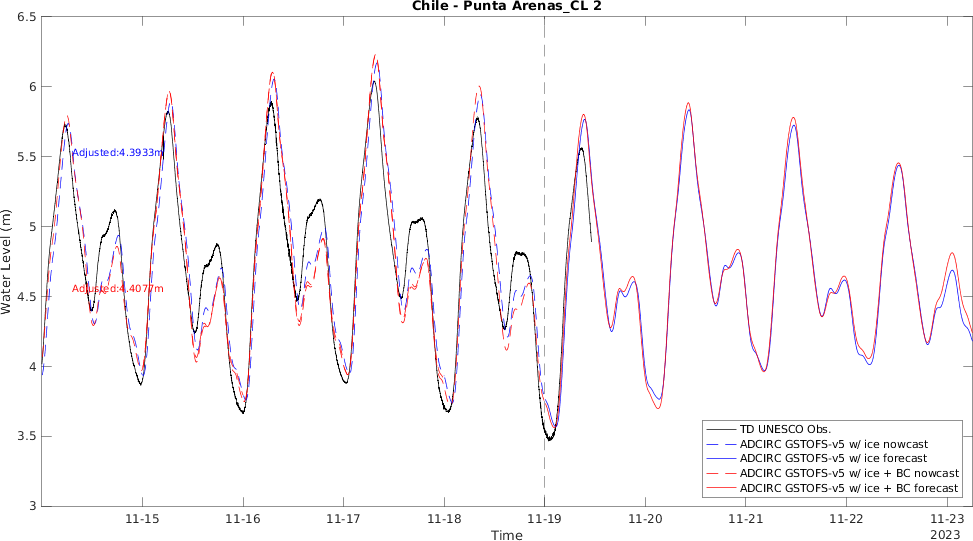 Chile - Punta Arenas_CL 2
6.5
6
5.5
5
4.5
4
3.5
3
Water Level (m)
Adjusted:4.3933m
Adjusted:4.4077m
TD UNESCO Obs.
ADCIRC GSTOFS-v5 w/ ice nowcast
ADCIRC GSTOFS-v5 w/ ice forecast
ADCIRC GSTOFS-v5 w/ ice + BC nowcast
ADCIRC GSTOFS-v5 w/ ice + BC forecast
11-15 11-16 11-17 11-18 11-19 11-20 11-21 11-22 11-23
Time
2023